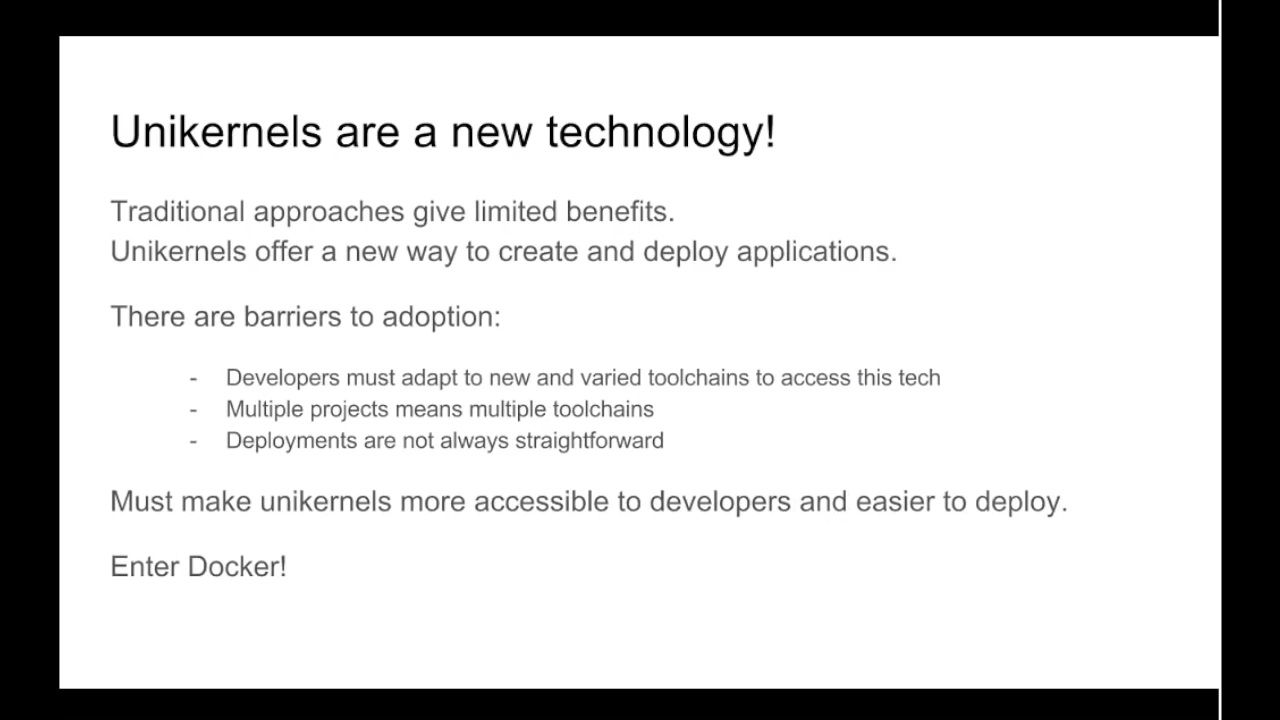 Unikernels are a new technology!
Traditional approaches give limited benefits.
Unikernels offer a new way to create and deploy applications.
There are barriers to adoption:
- Developers must adapt to new and varied toolchains to access this tech
- Multiple projects means multiple toolchains
- Deployments are not always straightforward
Must make unikernels more accessible to developers and easier to deploy.
Enter Docker!